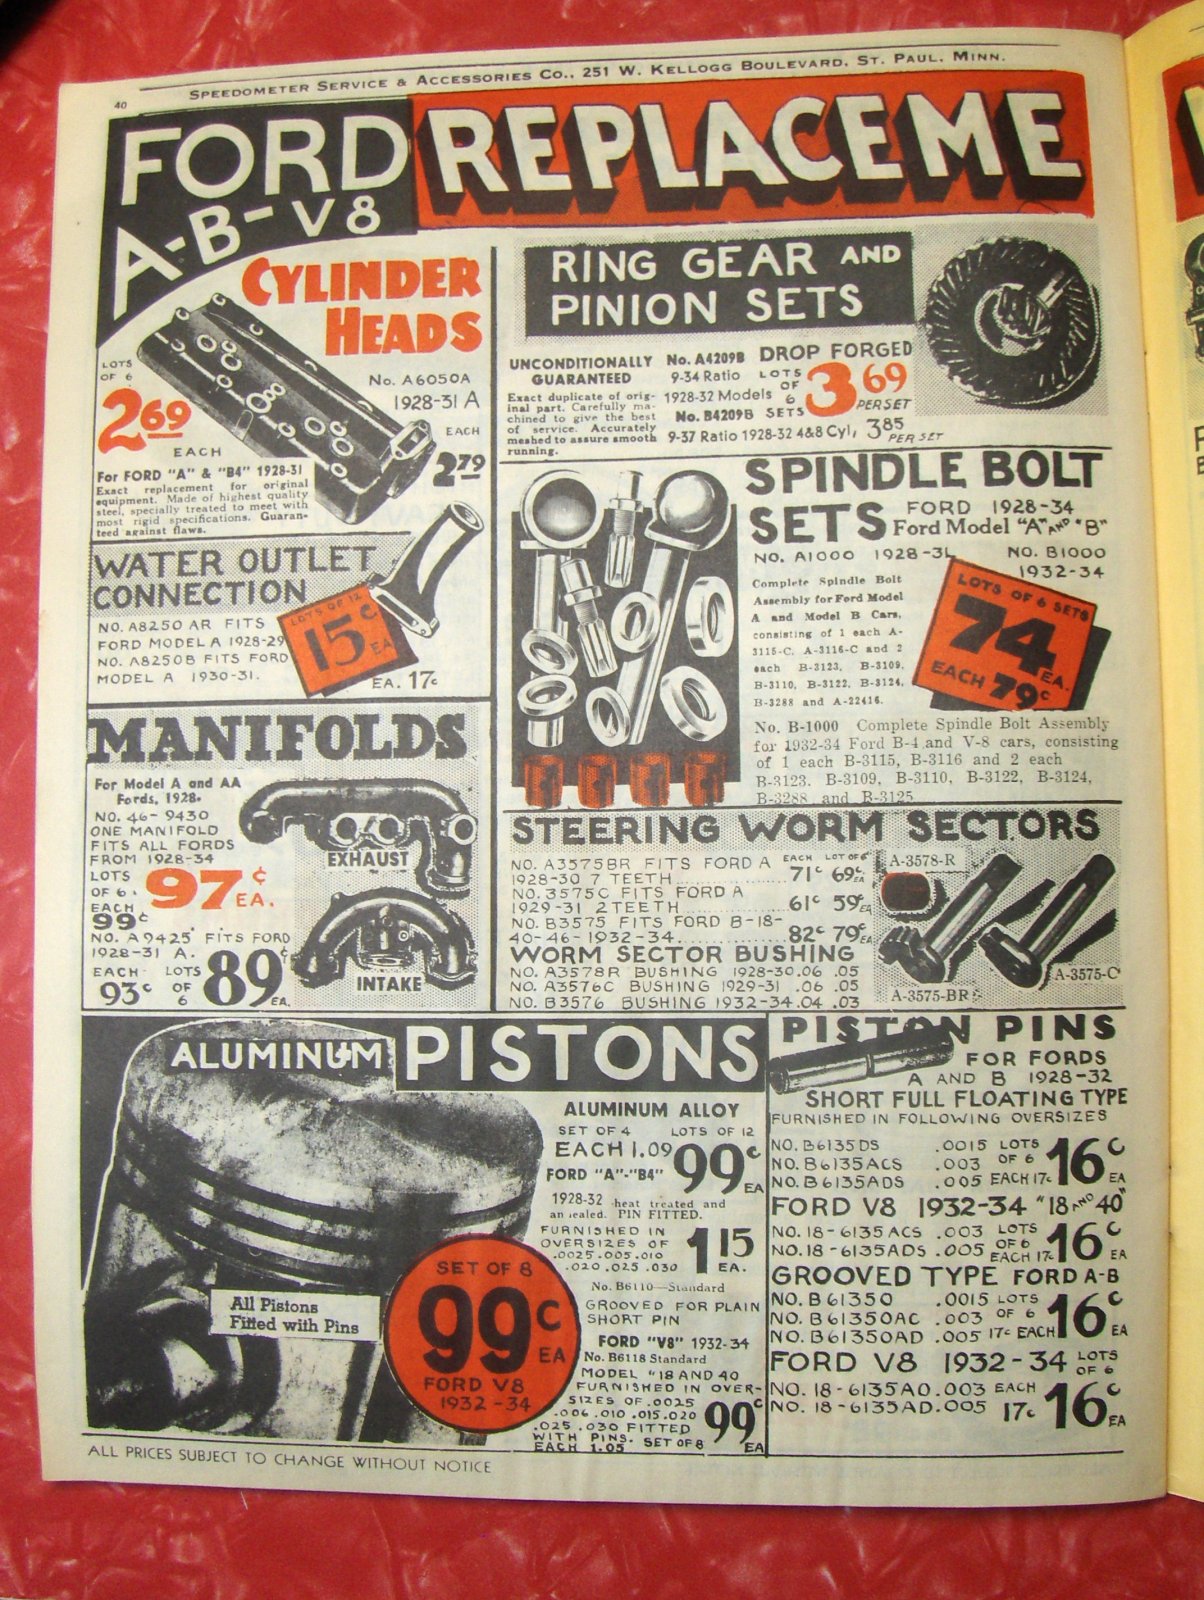 SPEEDOMETER SERVICE & ACCESSORIES CO., 251 W. KELLOGG BOULEVARD, ST. PAUL, MINN.
40
FORD
A-B-V8
REPLACEME
CYLINDER
HEADS
LOTS
OF 6
2.69
EACH
No. A6050A
1928-31 A
EACH
2.79
For FORD "A" & "B4" 1928-31
Exact replacement for original
equipment. Made of highest quality
steel, specially treated to meet with
most rigid specifications. Guaran-
teed against flaws.
WATER OUTLET
CONNECTION
NO. A8250 AR FITS
FORD MODEL A 1928-29
NO. A8250B FITS FORD
MODEL A 1930-31.
LOTS OF 12
15¢
EA
EA. 17c
MANIFOLDS
For Model A and AA
Fords, 1928.
NO. 46-9430
ONE MANIFOLD
FITS ALL FORDS
FROM 1928-34
LOTS
OF 6.
97¢
EA.
EACH
99¢
NO. A9425 FITS FORD
1928-31 A.
EACH
93¢
LOTS
OF
6
89¢
EA.
EXHAUST
INTAKE
RING GEAR AND
PINION SETS
UNCONDITIONALLY
GUARANTEED
Exact duplicate of orig-
inal part. Carefully ma-
chined to give the best
of service. Accurately
meshed to assure smooth
running.
No. A4209B DROP FORGED
9-34 Ratio
1928-32 Models
LOTS
OF
6
SETS
3.69
PER SET
No. B4209B
9-37 Ratio 1928-32 4&8 Cyl, 3.85
PER SET
SPINDLE BOLT
SETS
FORD 1928-34
Ford Model "A" AND "B"
NO. A1000 1928-31
NO. B1000
1932-34
Complete Spindle Bolt
Assembly for Ford Model
A and Model B Cars,
consisting of 1 each A-
3115-C, A-3116-C and 2
each B-3123, B-3109,
B-3110, B-3122, B-3124,
B-3288 and A-22416.
LOTS OF 6 SETS
74
EA.
EACH 79¢
No. B-1000 Complete Spindle Bolt Assembly
for 1932-34 Ford B-4 and V-8 cars, consisting
of 1 each B-3115, B-3116 and 2 each
B-3123, B-3109, B-3110, B-3122, B-3124,
B-3288 and B-3125.
STEERING WORM SECTORS
EACH LOT OF 6
NO. A3575BR FITS FORD A
1928-30 7 TEETH 71¢ 69¢ EA.
NO. 3575C FITS FORD A
1929-31 2 TEETH 61¢ 59¢ EA
NO. B3575 FITS FORD B-18-
40-46-1932-34 82¢ 79¢ EA
WORM SECTOR BUSHING
NO. A3578R BUSHING 1928-30 .06 .05
NO. A3576C BUSHING 1929-31 .06 .05
NO. B3576 BUSHING 1932-34 .04 .03
A-3578-R
A-3575-C
A-3575-BR
ALUMINUM PISTONS
ALUMINUM ALLOY
SET OF 4 LOTS OF 12
EACH 1.09 99¢
EA
FORD "A"-"B4"
1928-32 heat treated and
annealed. PIN FITTED.
FURNISHED IN
OVERSIZES OF
.0025 .005 .010
.020 .025 .030
1.15
EA.
No. B6110—Standard
GROOVED FOR PLAIN
SHORT PIN
FORD "V8" 1932-34
No. B6118 Standard
MODEL "18 AND 40
FURNISHED IN OVER-
SIZES OF .0025
.006 .010 .015 .020
.025 .030 FITTED
WITH PINS.
EACH 1.05 SET OF 8
99¢
EA
All Pistons
Fitted with Pins
SET OF 8
99¢
EA
FORD V8
1932-34
PISTON PINS
FOR FORDS
A AND B 1928-32
SHORT FULL FLOATING TYPE
FURNISHED IN FOLLOWING OVERSIZES
NO. B6135DS .0015 LOTS
NO. B6135ACS .003 OF 6
NO. B6135ADS .005 EACH 17c
16¢
EA
FORD V8 1932-34 "18 AND 40"
NO. 18-6135ACS .003 LOTS
OF 6
NO. 18-6135ADS .005 EACH 17c
16¢
EA
GROOVED TYPE FORD A-B
NO. B61350 .0015 LOTS
NO. B61350AC .003 OF 6
NO. B61350AD .005 17c EACH
16¢
EA
FORD V8 1932-34 LOTS
OF 6
NO. 18-6135AO .003 EACH
NO. 18-6135AD .005 17¢
16¢
EA
ALL PRICES SUBJECT TO CHANGE WITHOUT NOTICE